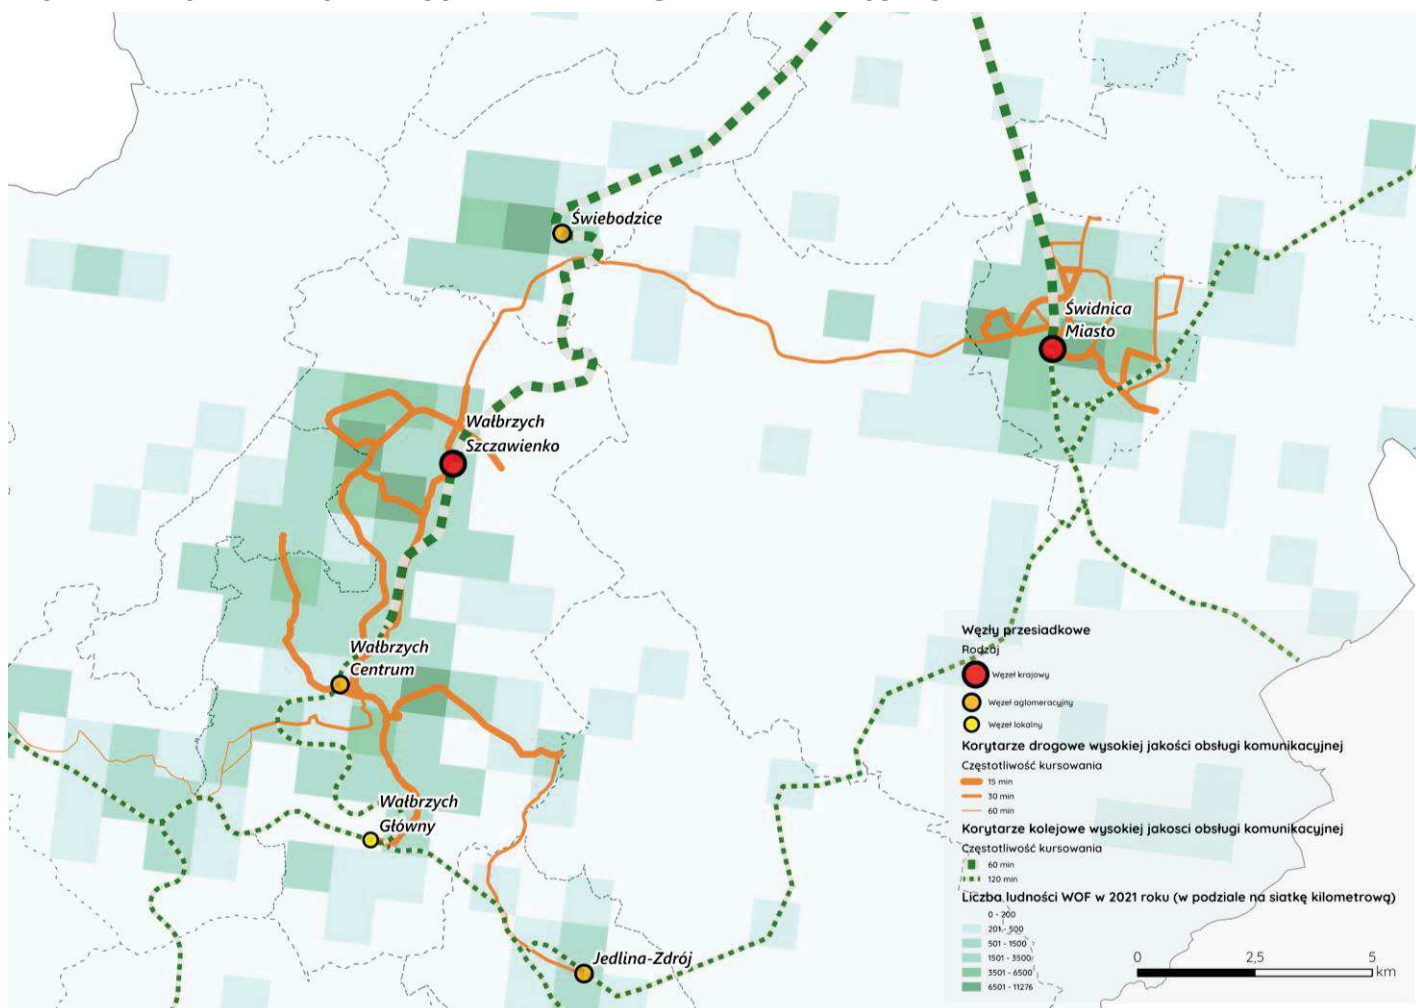 Świebodzice
Świdnica
Miasto
Wałbrzych
Szczawienko
Wałbrzych
Centrum
Wałbrzych
Główny
Jedlina-Zdrój
Węzły przesiadkowe
Rodzaj
Węzeł krajowy
Węzeł aglomeracyjny
Węzeł lokalny
Korytarze drogowe wysokiej jakości obsługi komunikacyjnej
Częstotliwość kursowania
15 min
30 min
60 min
Korytarze kolejowe wysokiej jakosci obsługi komunikacyjnej
Częstotliwość kursowania
60 min
120 min
Liczba ludności WOF w 2021 roku (w podziale na siatkę kilometrową)
0 - 200
201 - 500
501 - 1500
1501 - 3500
3501 - 6500
6501 - 11276
0 2,5 5
km